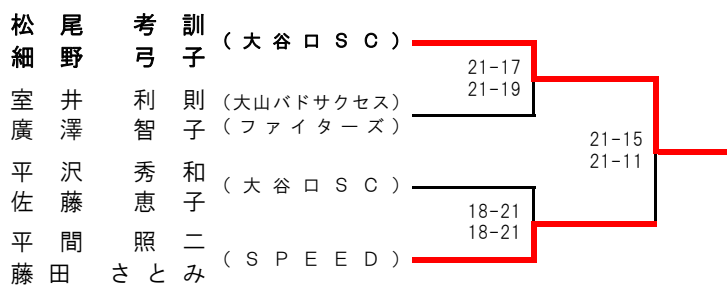 松尾 考訓
細野 弓子
(大谷口SC)
室井 利則 (大山バドサクセス)
廣澤 智子 (ファイターズ)
平沢 秀和
佐藤 恵子
(大谷口SC)
平間 照二
藤田 さとみ
(SPEED)
21-17
21-19
18-21
18-21
21-15
21-11